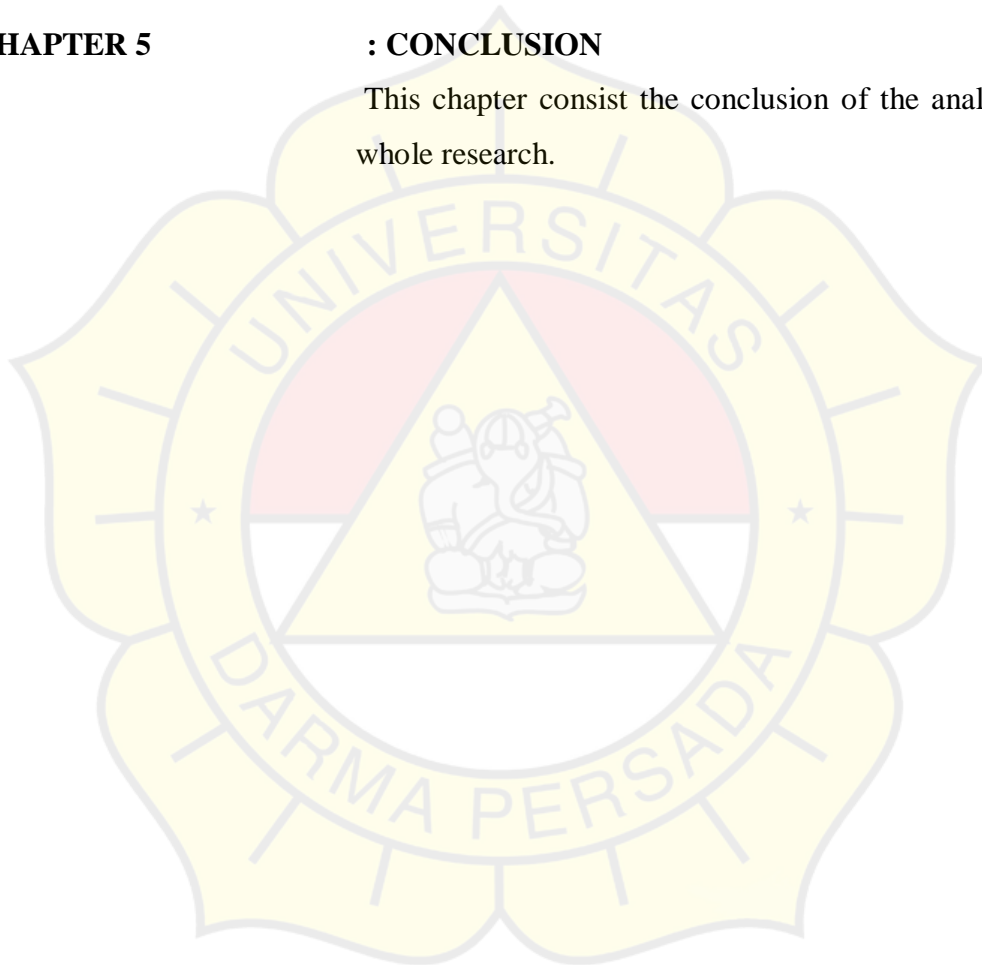 HAPTER 5 : CONCLUSION
This chapter consist the conclusion of the anal
whole research.
UNIVERSITAS
DARMA PERSADA